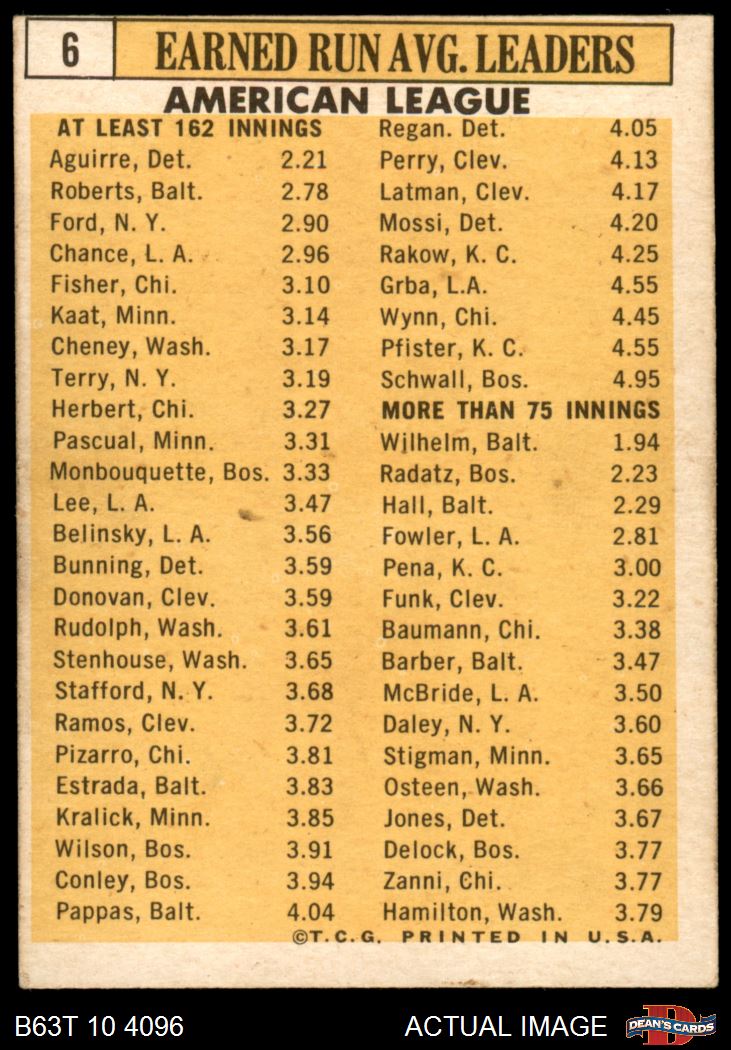 6
EARNED RUN AVG. LEADERS
AMERICAN LEAGUE
AT LEAST 162 INNINGS
Aguirre, Det. 2.21
Roberts, Balt. 2.78
Ford, N. Y. 2.90
Chance, L. A. 2.96
Fisher, Chi. 3.10
Kaat, Minn. 3.14
Cheney, Wash. 3.17
Terry, N. Y. 3.19
Herbert, Chi. 3.27
Pascual, Minn. 3.31
Monbouquette, Bos. 3.33
Lee, L. A. 3.47
Belinsky, L. A. 3.56
Bunning, Det. 3.59
Donovan, Clev. 3.59
Rudolph, Wash. 3.61
Stenhouse, Wash. 3.65
Stafford, N. Y. 3.68
Ramos, Clev. 3.72
Pizarro, Chi. 3.81
Estrada, Balt. 3.83
Kralick, Minn. 3.85
Wilson, Bos. 3.91
Conley, Bos. 3.94
Pappas, Balt. 4.04
Regan. Det. 4.05
Perry, Clev. 4.13
Latman, Clev. 4.17
Mossi, Det. 4.20
Rakow, K. C. 4.25
Grba, L.A. 4.55
Wynn, Chi. 4.45
Pfister, K. C. 4.55
Schwall, Bos. 4.95
MORE THAN 75 INNINGS
Wilhelm, Balt. 1.94
Radatz, Bos. 2.23
Hall, Balt. 2.29
Fowler, L. A. 2.81
Pena, K. C. 3.00
Funk, Clev. 3.22
Baumann, Chi. 3.38
Barber, Balt. 3.47
McBride, L. A. 3.50
Daley, N. Y. 3.60
Stigman, Minn. 3.65
Osteen, Wash. 3.66
Jones, Det. 3.67
Delock, Bos. 3.77
Zanni, Chi. 3.77
Hamilton, Wash. 3.79
©T.C.G. PRINTED IN U.S.A.
B63T 10 4096
ACTUAL IMAGE
D
DEAN'S CARDS